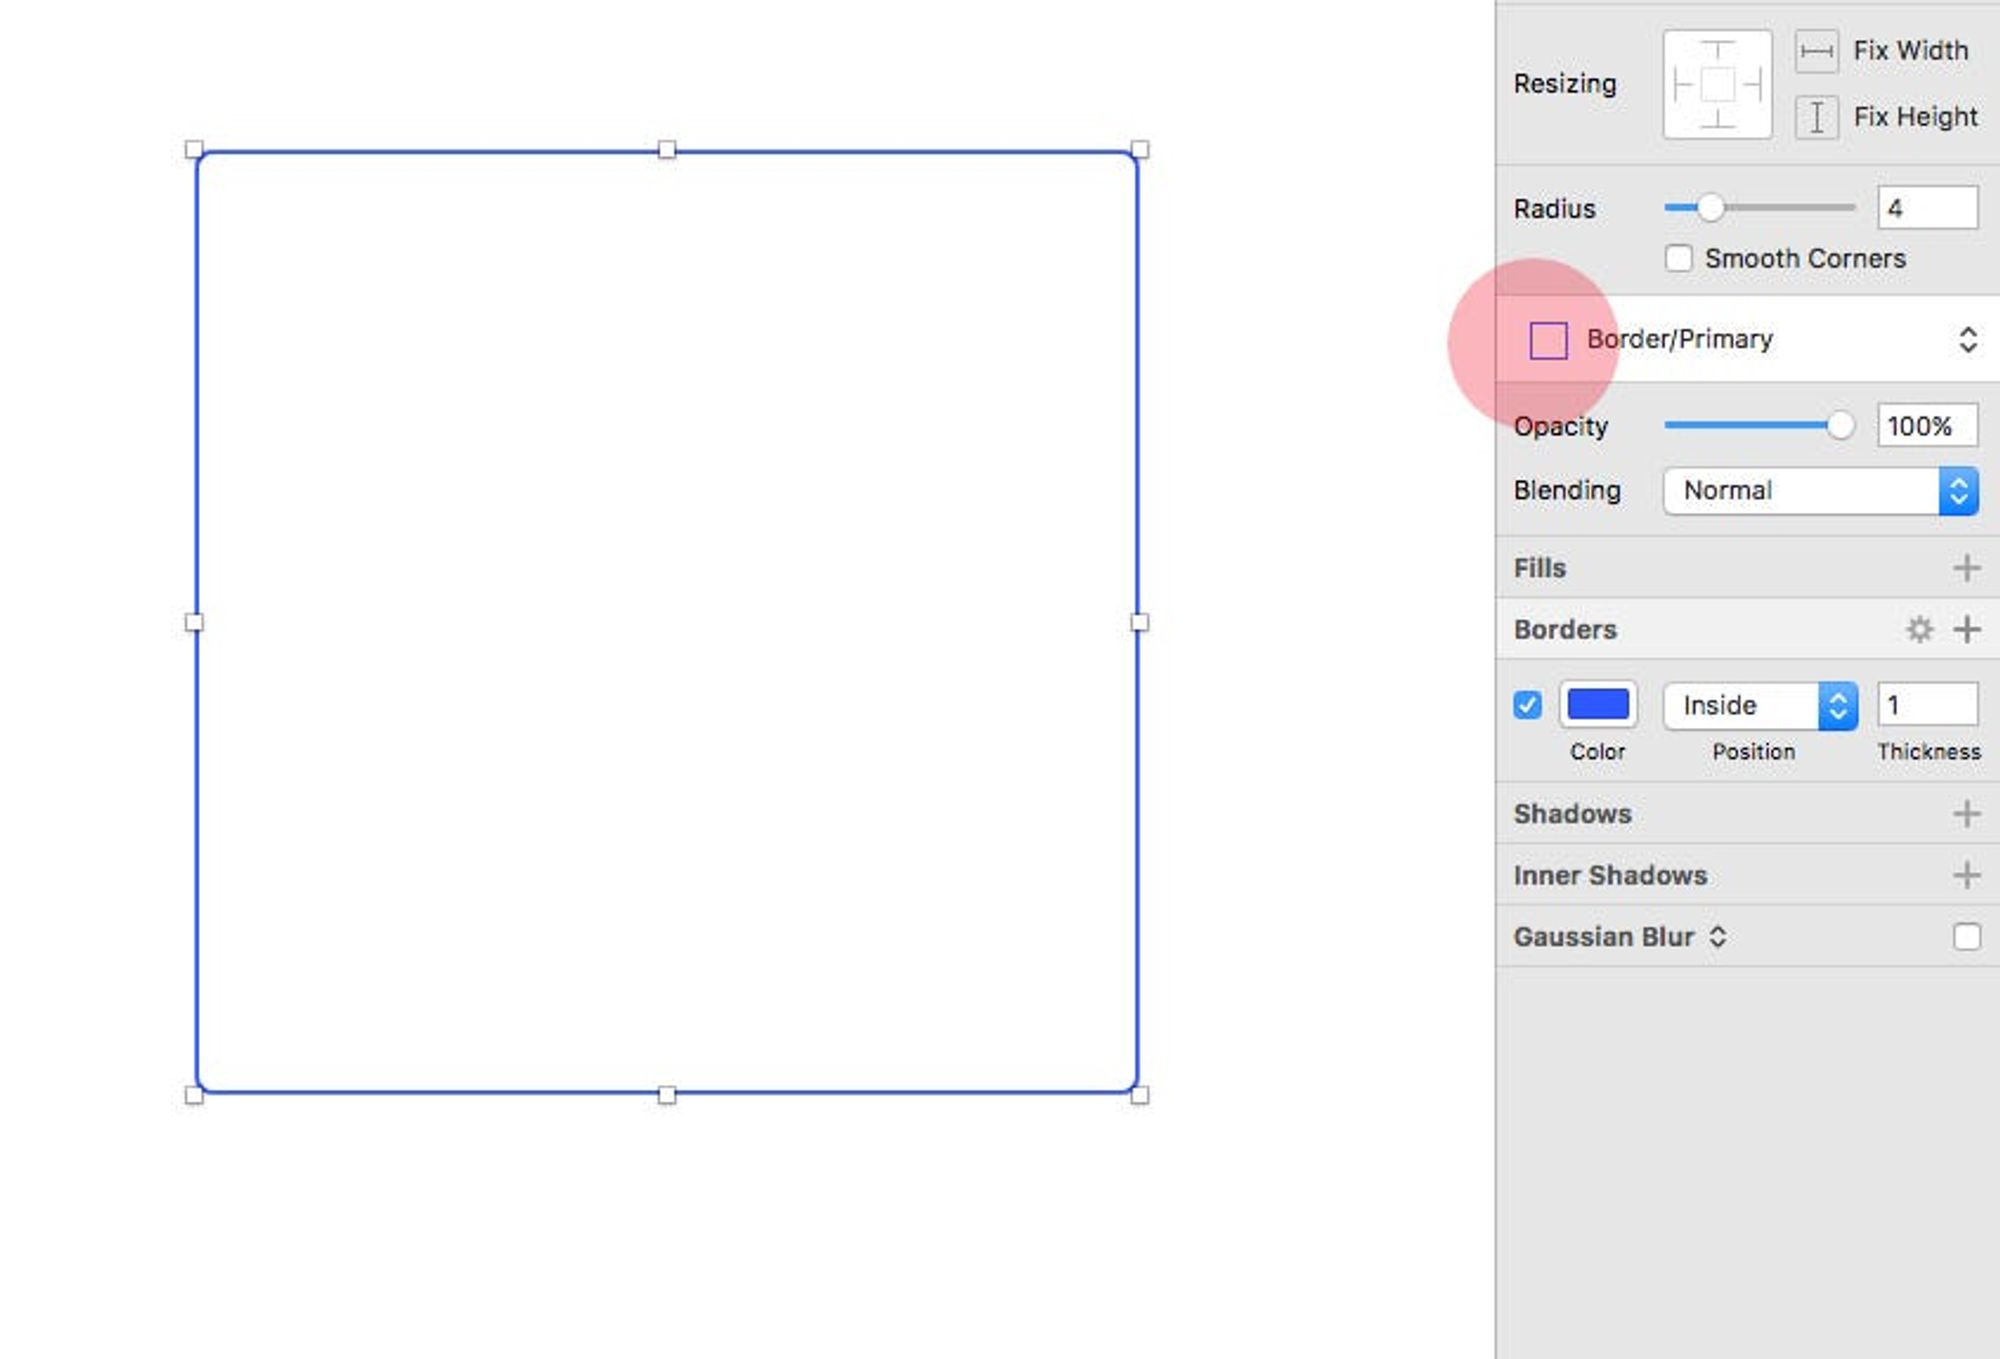 Resizing
Fix Width
Fix Height
Radius
4
Smooth Corners
Border/Primary
Opacity
100%
Blending
Normal
Fills
Borders
Inside
1
Color
Position
Thickness
Shadows
Inner Shadows
Gaussian Blur